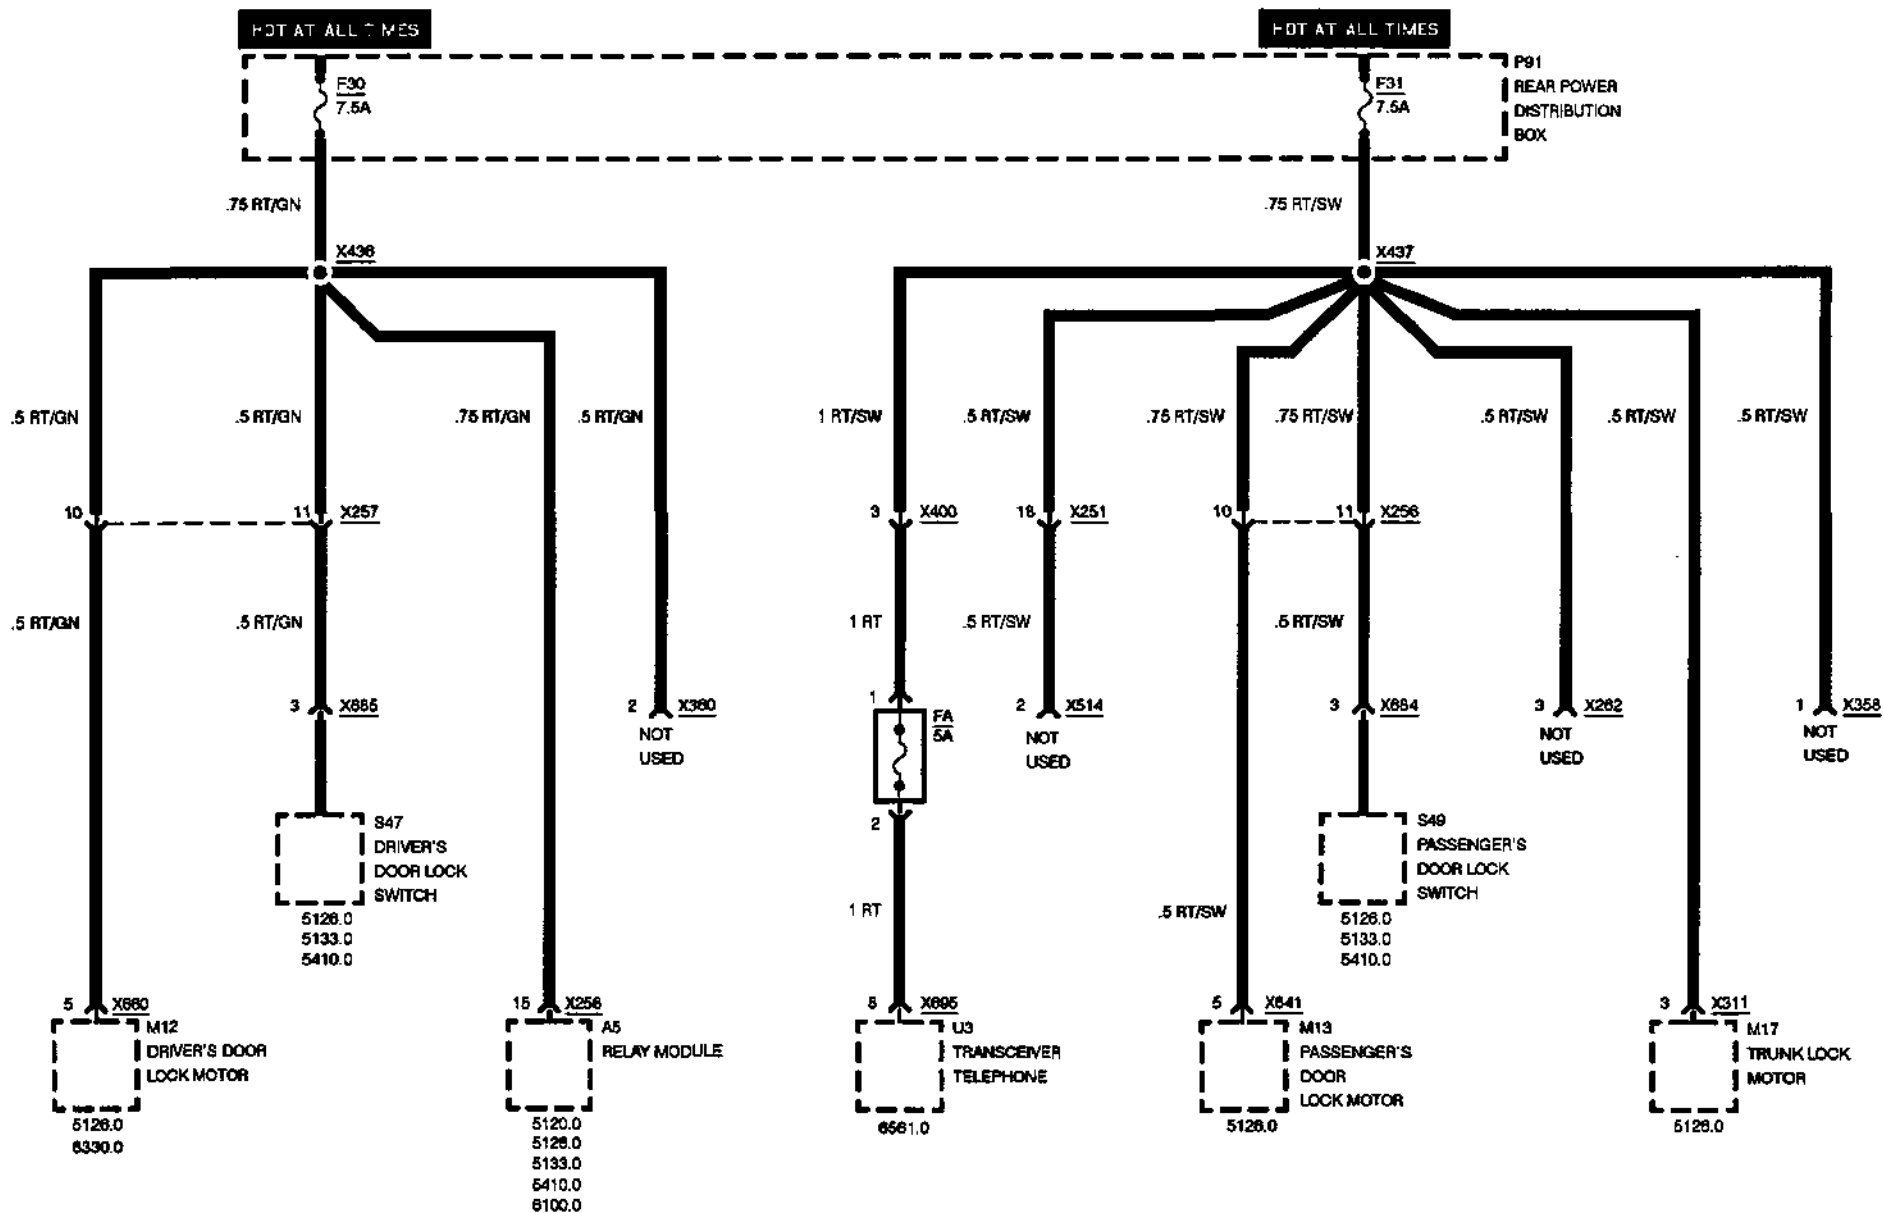 HOT AT ALL TIMES
HOT AT ALL TIMES
F30
7.5A
F31
7.5A
P91
REAR POWER
DISTRIBUTION
BOX
.75 RT/GN
.75 RT/SW
X436
X437
.5 RT/GN
.5 RT/GN
.75 RT/GN
.5 RT/GN
1 RT/SW
.5 RT/SW
.75 RT/SW
.75 RT/SW
.5 RT/SW
.5 RT/SW
.5 RT/SW
10
11
X257
3
X400
18
X251
10
11
X256
.5 RT/GN
.5 RT/GN
1 RT
.5 RT/SW
.5 RT/SW
3
X685
2
X360
NOT
USED
1
FA
5A
2
2
X514
NOT
USED
3
X684
3
X262
NOT
USED
1
X358
NOT
USED
S47
DRIVER'S
DOOR LOCK
SWITCH
5126.0
5133.0
5410.0
S49
PASSENGER'S
DOOR LOCK
SWITCH
5126.0
5133.0
5410.0
1 RT
.5 RT/SW
5
X660
M12
DRIVER'S DOOR
LOCK MOTOR
5126.0
6330.0
15
X256
A5
RELAY MODULE
5120.0
5126.0
5133.0
5410.0
6100.0
8
X695
U3
TRANSCEIVER
TELEPHONE
6561.0
5
X641
M13
PASSENGER'S
DOOR
LOCK MOTOR
5126.0
3
X311
M17
TRUNK LOCK
MOTOR
5126.0